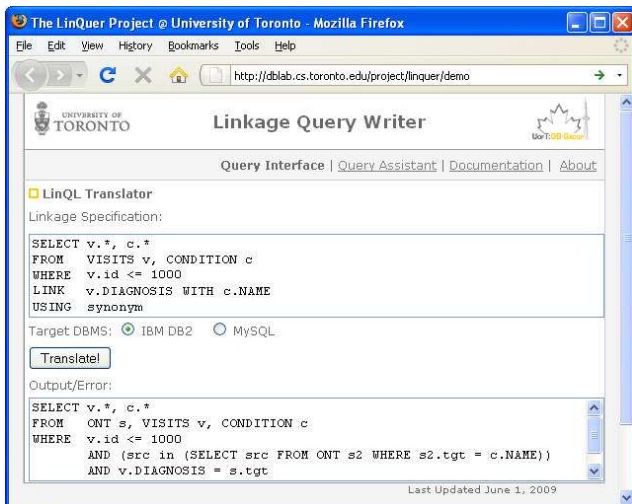 The LinQuer Project @ University of Toronto - Mozilla Firefox
File Edit View History Bookmarks Tools Help
http://dblab.cs.toronto.edu/project/linquer/demo
UNIVERSITY OF
TORONTO
Linkage Query Writer
UofT:DB Group
Query Interface | Query Assistant | Documentation | About
LinQL Translator
Linkage Specification:
SELECT v.*, c.*
FROM VISITS v, CONDITION c
WHERE v.id <= 1000
LINK v.DIAGNOSIS WITH c.NAME
USING synonym
Target DBMS: IBM DB2 MySQL
Translate!
Output/Error:
SELECT v.*, c.*
FROM ONT s, VISITS v, CONDITION c
WHERE v.id <= 1000
AND (src in (SELECT src FROM ONT s2 WHERE s2.tgt = c.NAME))
AND v.DIAGNOSIS = s.tgt
Last Updated June 1, 2009